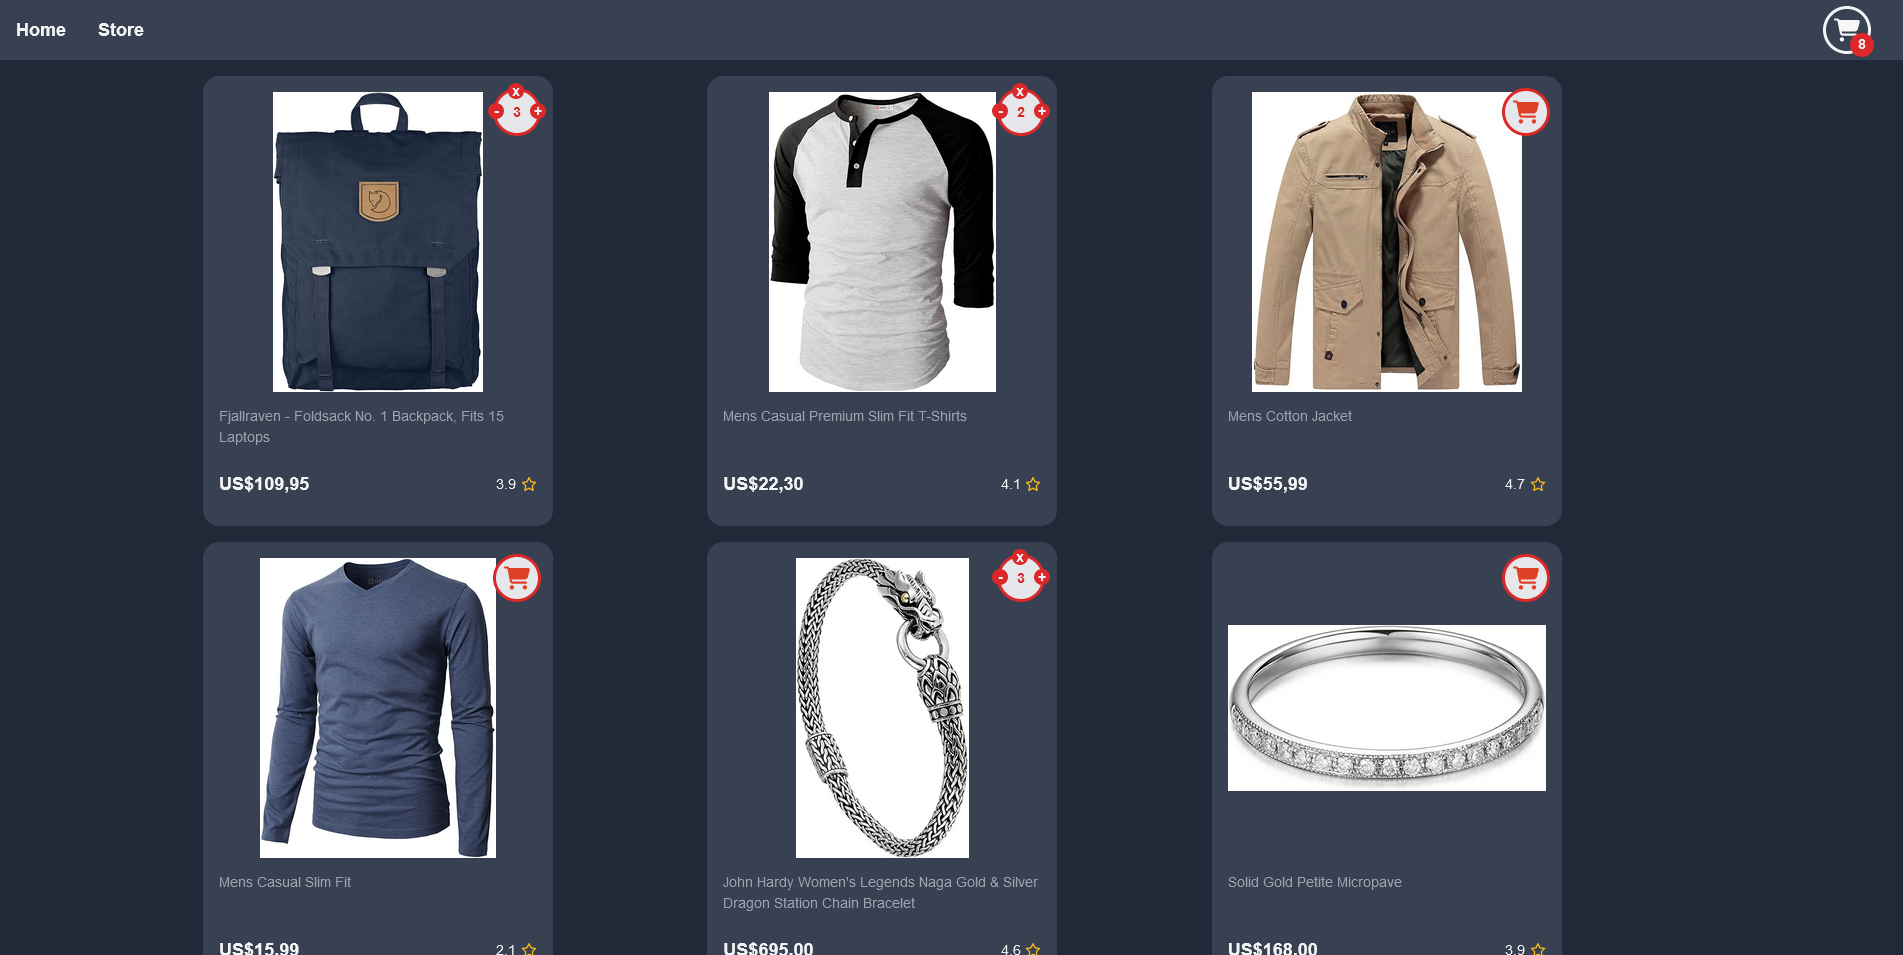 Home Store
8
x
- 3 +
Fjallraven - Foldsack No. 1 Backpack, Fits 15
Laptops
US$109,95 3.9
x
- 2 +
Mens Casual Premium Slim Fit T-Shirts
US$22,30 4.1
Mens Cotton Jacket
US$55,99 4.7
Mens Casual Slim Fit
US$15,99 2.1
x
- 3 +
John Hardy Women's Legends Naga Gold & Silver
Dragon Station Chain Bracelet
US$695,00 4.6
Solid Gold Petite Micropave
US$168,00 3.9